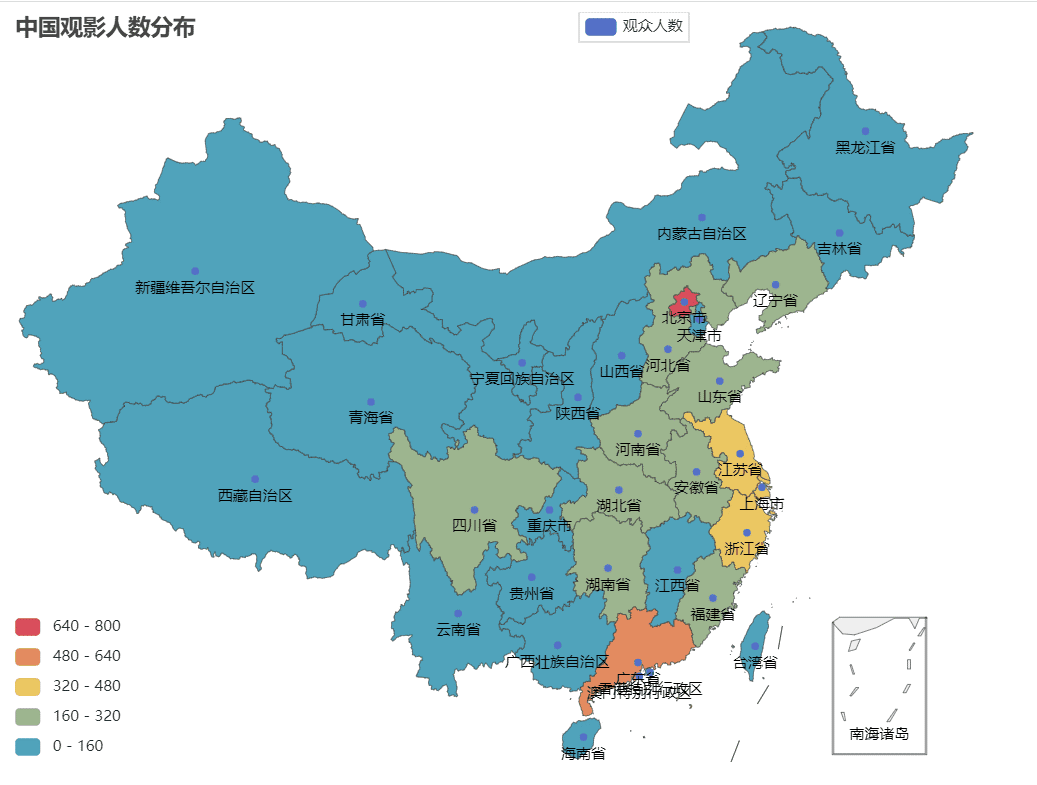 中国观影人数分布
观众人数
黑龙江省
内蒙古自治区
吉林省
新疆维吾尔自治区
辽宁省
甘肃省
北京市
天津市
河北省
山西省
宁夏回族自治区
山东省
陕西省
青海省
河南省
江苏省
安徽省
西藏自治区
上海市
湖北省
四川省
重庆市
浙江省
湖南省
江西省
贵州省
福建省
云南省
广西壮族自治区
台湾省
广东省
香港特别行政区
澳门特别行政区
海南省
南海诸岛
640 - 800
480 - 640
320 - 480
160 - 320
0 - 160